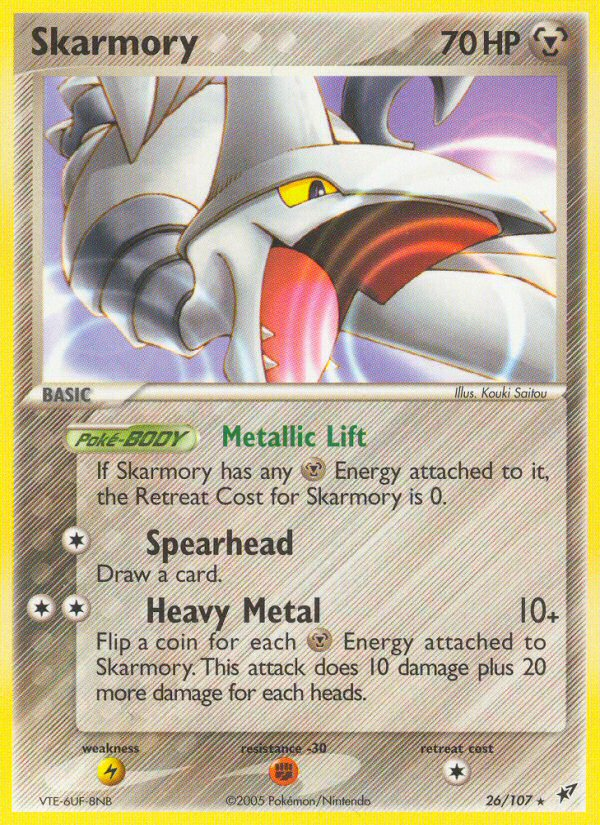 Skarmory
70 HP
BASIC
Illus. Kouki Saitou
Poké-BODY Metallic Lift
If Skarmory has any Energy attached to it,
the Retreat Cost for Skarmory is 0.
Spearhead
Draw a card.
Heavy Metal 10+
Flip a coin for each Energy attached to
Skarmory. This attack does 10 damage plus 20
more damage for each heads.
weakness resistance -30 retreat cost
VTE-6UF-8NB ©2005 Pokémon/Nintendo 26/107 ★